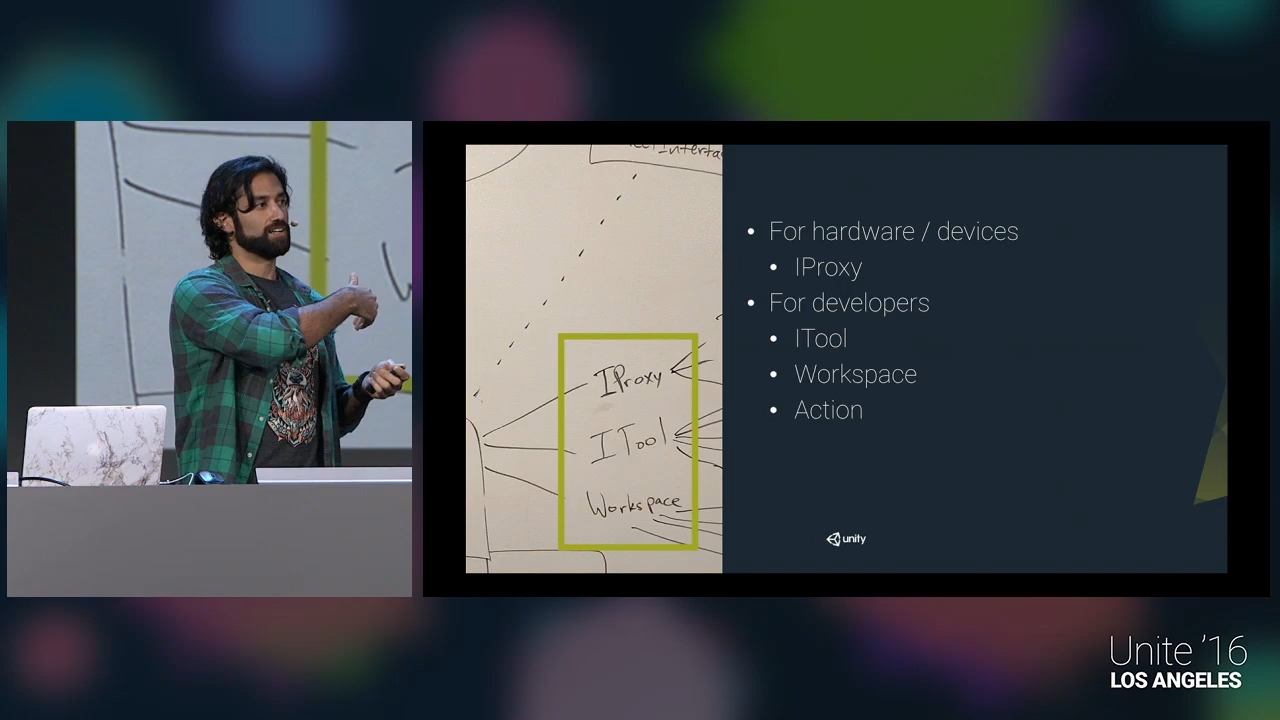 IProxy
ITool
Workspace
• For hardware / devices
• IProxy
• For developers
• ITool
• Workspace
• Action
unity
Unite '16
LOS ANGELES